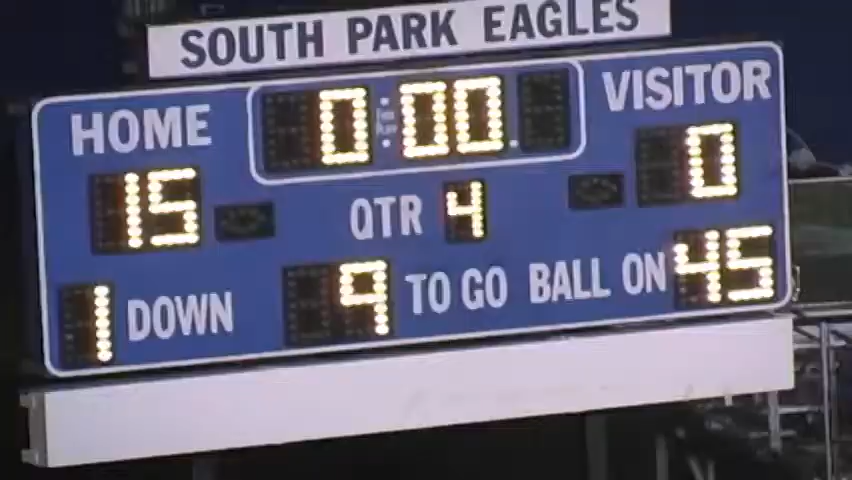 SOUTH PARK EAGLES
HOME 0:00 VISITOR
15 QTR 4 0
1 DOWN 9 TO GO BALL ON 45